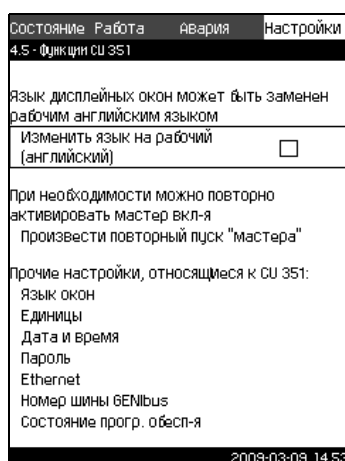 Состояние Работа Авария Настройки
4.5 - Функции CU 351
Язык дисплейных окон может быть заменен
рабочим английским языком
Изменить язык на рабочий
(английский)
При необходимости можно повторно
активировать мастер вкл-я
Произвести повторный пуск "мастера"
Прочие настройки, относящиеся к CU 351:
Язык окон
Единицы
Дата и время
Пароль
Ethernet
Номер шины GENIbus
Состояние прогр. обесп-я
2009-03-09 14:53